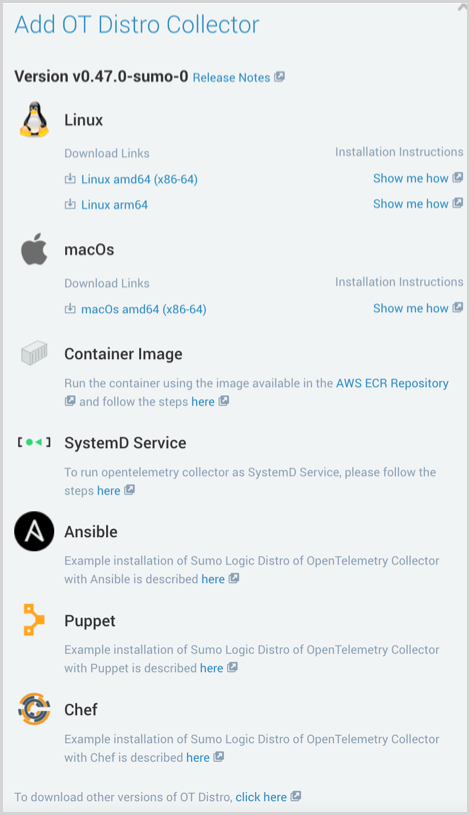 Add OT Distro Collector
Version v0.47.0-sumo-0 Release Notes
Linux
Download Links Installation Instructions
Linux amd64 (x86-64) Show me how
Linux arm64 Show me how
macOs
Download Links Installation Instructions
macOs amd64 (x86-64) Show me how
Container Image
Run the container using the image available in the AWS ECR Repository
and follow the steps here
SystemD Service
To run opentelemetry collector as SystemD Service, please follow the
steps here
Ansible
Example installation of Sumo Logic Distro of OpenTelemetry Collector
with Ansible is described here
Puppet
Example installation of Sumo Logic Distro of OpenTelemetry Collector
with Puppet is described here
Chef
Example installation of Sumo Logic Distro of OpenTelemetry Collector
with Chef is described here
To download other versions of OT Distro, click here